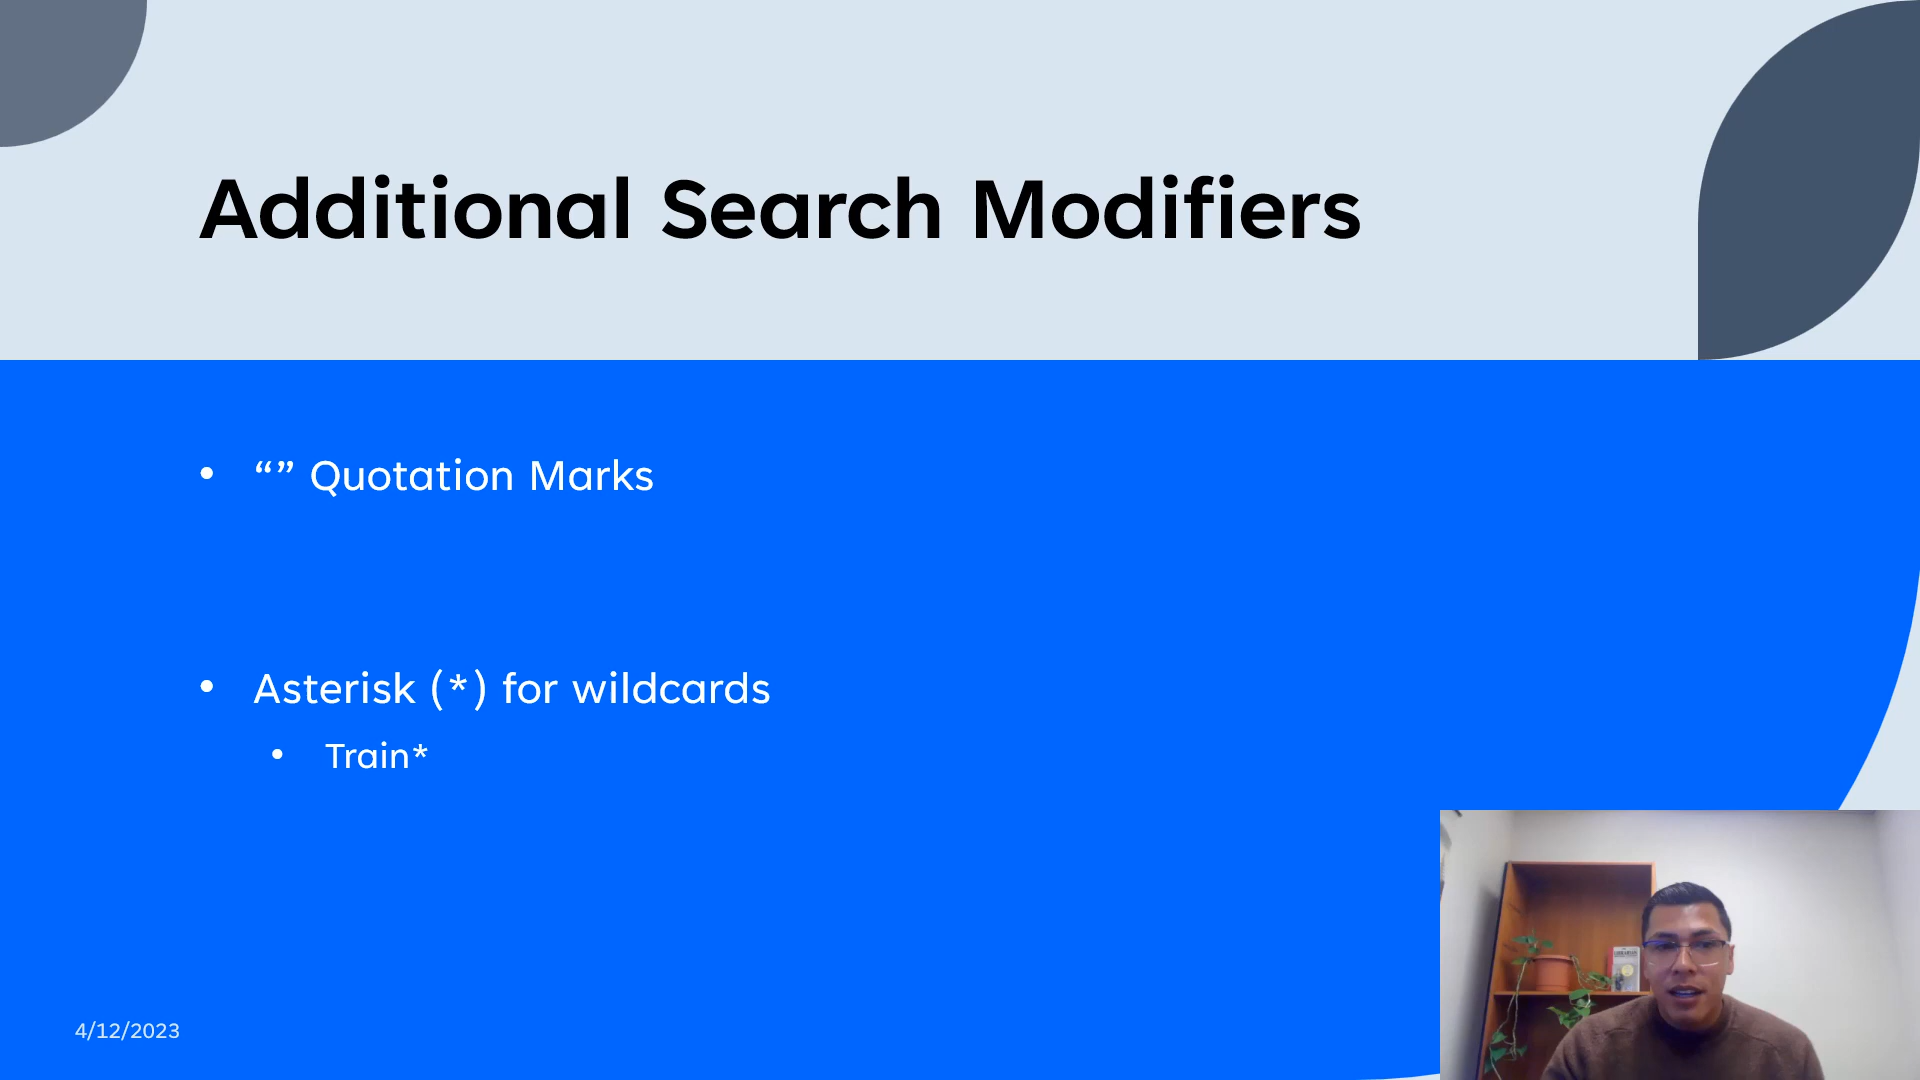 Additional Search Modifiers
• “” Quotation Marks
• Asterisk (*) for wildcards
• Train*
4/12/2023